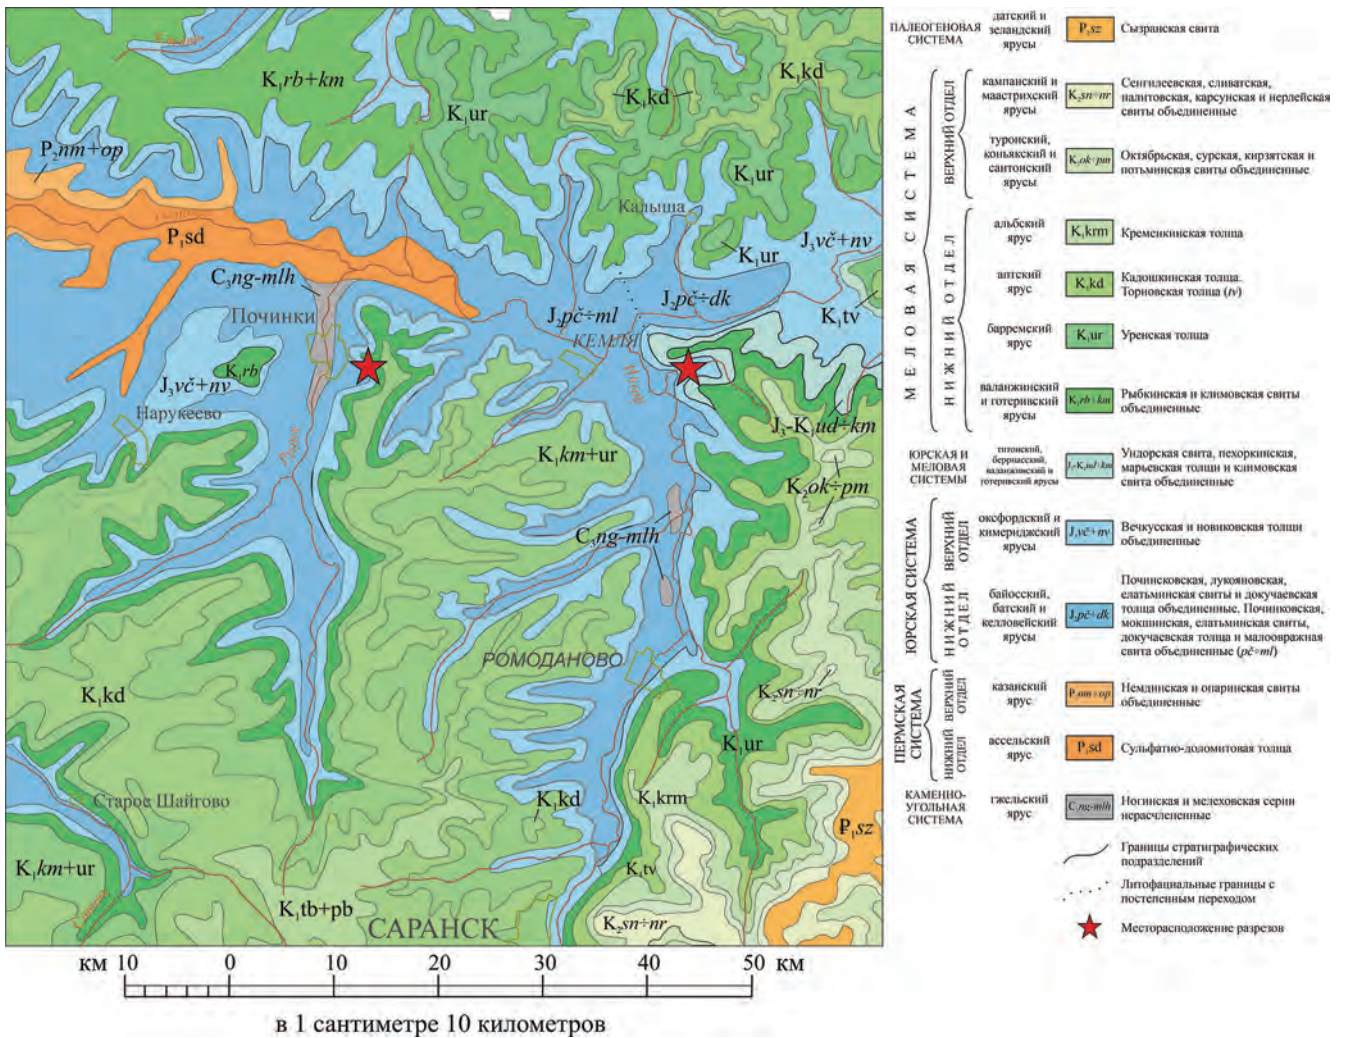 K₁rb+km
K₁kd
K₁kd
K₁ur
P₂nm+op
K₁ur
Калыша
P₁sd
J₃vč+nv
K₁ur
C₃ng-mlh
J₂pč÷dk
Починки
J₂pč÷ml
K₁tv
КЕМЛЯ
K₁rb
J₃vč+nv
Нарукеево
J₃-K₁ud÷km
K₁km+ur
K₂ok÷pm
C₃ng-mlh
РОМОДАНОВО
K₁kd
K₂sn÷nr
K₁ur
Старое Шайгово
K₁kd
K₁krm
₽₁sz
K₁km+ur
K₁tv
K₁tb+pb
САРАНСК
K₂sn÷nr
км 10 0 10 20 30 40 50 км
в 1 сантиметре 10 километров
ПАЛЕОГЕНОВАЯ
СИСТЕМА
датский и
зеландский
ярусы
₽₁sz
Сызранская свита
МЕЛОВАЯ СИСТЕМА
ВЕРХНИЙ ОТДЕЛ
кампанский и
маастрихский
ярусы
K₂sn÷nr
Сенгилеевская, сливатская,
налитовская, карсунская и нерлейская
свиты объединенные
туронский,
коньякский и
сантонский
ярусы
K₂ok÷pm
Октябрьская, сурская, кирзятская и
потьминская свиты объединенные
НИЖНИЙ ОТДЕЛ
альбский
ярус
K₁krm
Кременкинская толща
аптский
ярус
K₁kd
Кадошкинская толща.
Торновская толща (tv)
барремский
ярус
K₁ur
Уренская толща
валанжинский
и готеривский
ярусы
K₁rb+km
Рыбкинская и климовская свиты
объединенные
ЮРСКАЯ И
МЕЛОВАЯ
СИСТЕМЫ
титонский,
берриасский,
валанжинский и
готеривский ярусы
J₃-K₁ud÷km
Ундорская свита, пехоркинская,
марьевская толщи и климовская
свита объединенные
ЮРСКАЯ СИСТЕМА
ВЕРХНИЙ
ОТДЕЛ
оксфордский и
кимериджский
ярусы
J₃vč+nv
Вечкусская и новиковская толщи
объединенные
НИЖНИЙ
ОТДЕЛ
байосский,
батский и
келловейский
ярусы
J₂pč÷dk
Починсковская, лукояновская,
елатьминская свиты и докучаевская
толща объединенные. Починковская,
мокшинская, елатьминская свиты,
докучаевская толща и малоовражная
свита объединенные (pč÷ml)
ПЕРМСКАЯ
СИСТЕМА
ВЕРХНИЙ
ОТДЕЛ
казанский
ярус
P₂nm+op
Немдинская и опаринская свиты
объединенные
НИЖНИЙ
ОТДЕЛ
ассельский
ярус
P₁sd
Сульфатно-доломитовая толща
КАМЕННО-
УГОЛЬНАЯ
СИСТЕМА
гжельский
ярус
C₃ng-mlh
Ногинская и мелеховская серии
нерасчлененные
Границы стратиграфических
подразделений
Литофациальные границы с
постепенным переходом
Месторасположение разрезов